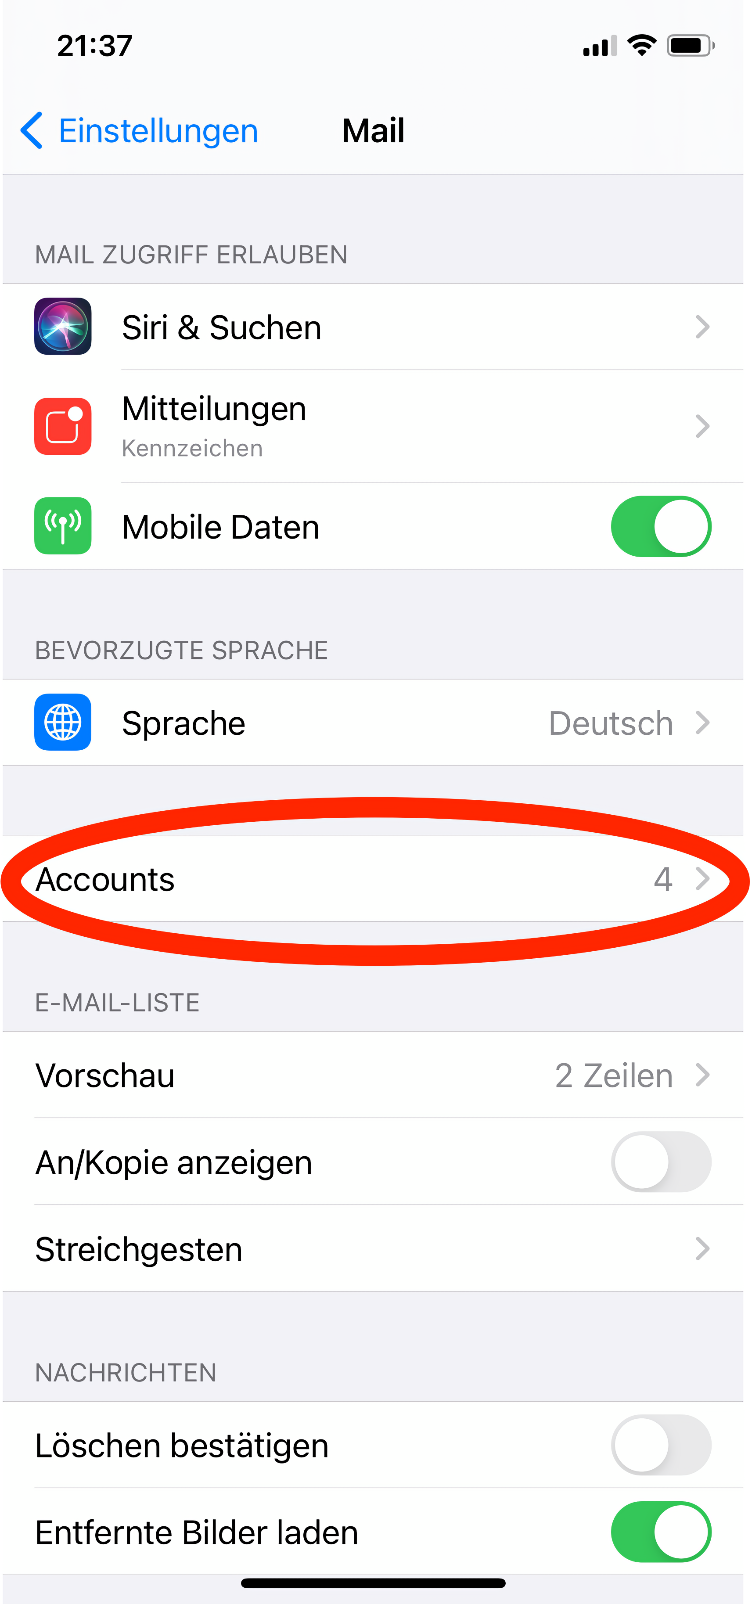 21:37
Einstellungen Mail
MAIL ZUGRIFF ERLAUBEN
Siri & Suchen
Mitteilungen
Kennzeichen
Mobile Daten
BEVORZUGTE SPRACHE
Sprache Deutsch
Accounts 4
E-MAIL-LISTE
Vorschau 2 Zeilen
An/Kopie anzeigen
Streichgesten
NACHRICHTEN
Löschen bestätigen
Entfernte Bilder laden